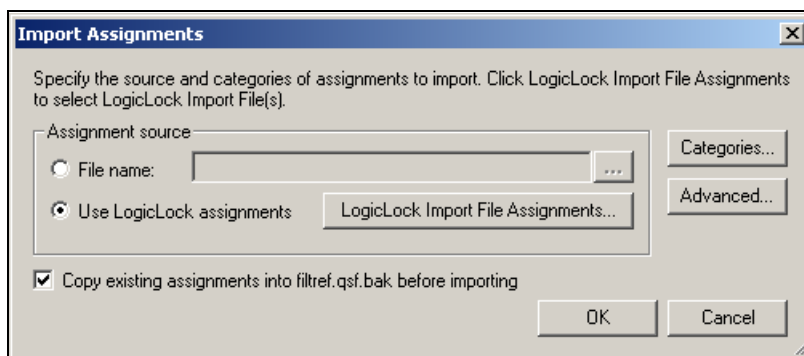 Import Assignments
Specify the source and categories of assignments to import. Click LogicLock Import File Assignments
to select LogicLock Import File(s).
Assignment source
File name:
...
Categories...
Use LogicLock assignments
LogicLock Import File Assignments...
Advanced...
Copy existing assignments into filtref.qsf.bak before importing
OK
Cancel